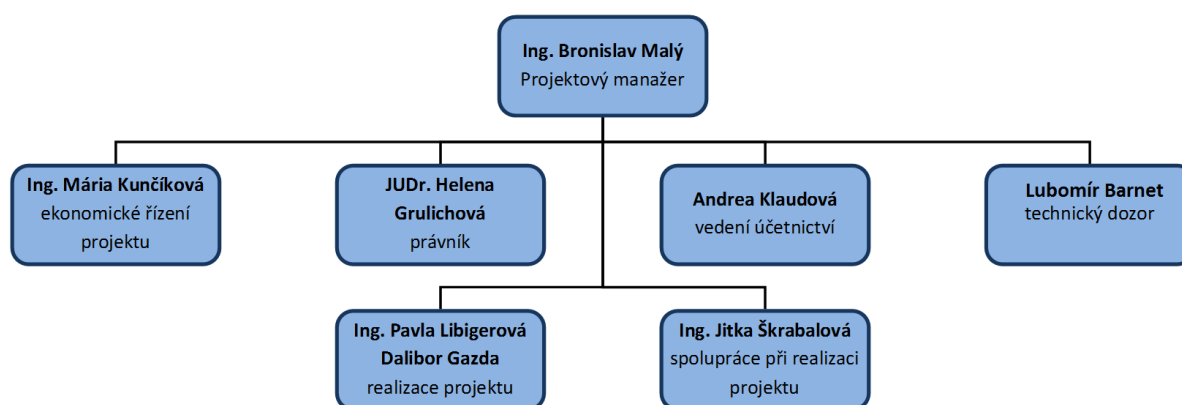 Ing. Bronislav Malý
Projektový manažer
Ing. Mária Kunčíková
ekonomické řízení
projektu
JUDr. Helena
Grulichová
právník
Andrea Klaudová
vedení účetnictví
Lubomír Barnet
technický dozor
Ing. Pavla Libigerová
Dalibor Gazda
realizace projektu
Ing. Jitka Škrabalová
spolupráce při realizaci
projektu